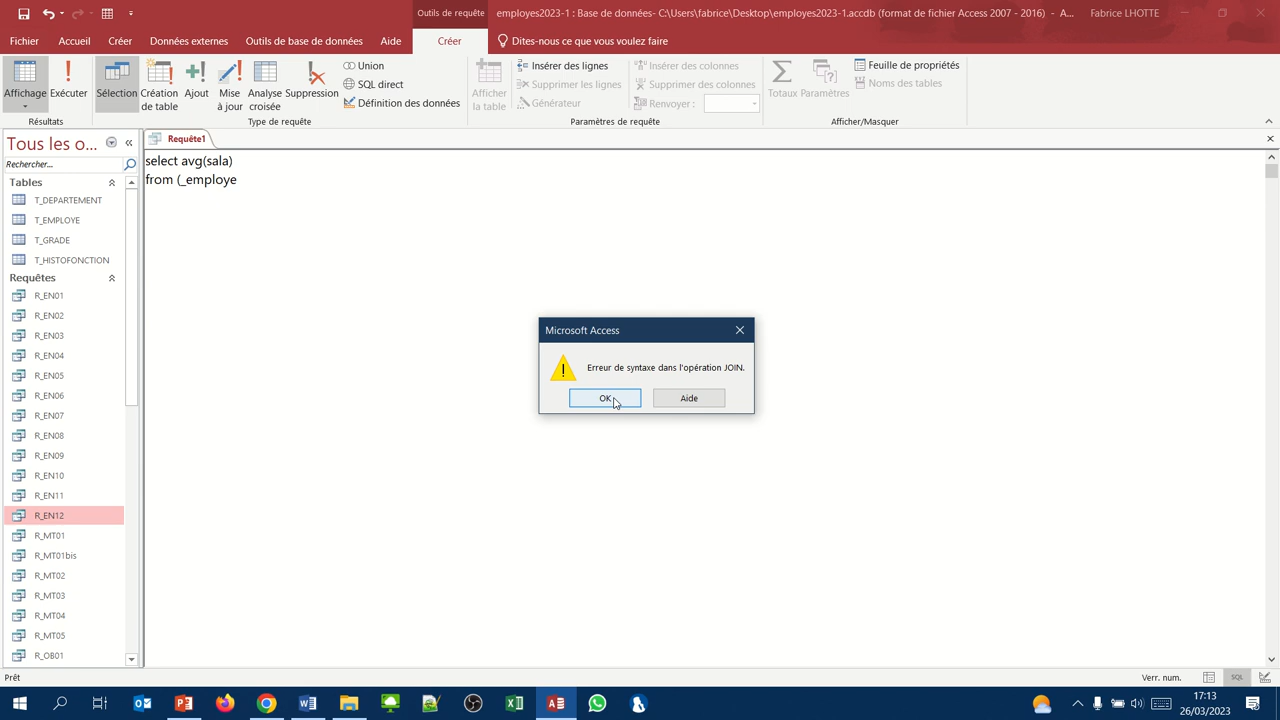 Outils de requête
employes2023-1 : Base de données- C:\Users\fabrice\Desktop\employes2023-1.accdb (format de fichier Access 2007 - 2016) - A...
Fabrice LHOTTE
Fichier Accueil Créer Données externes Outils de base de données Aide Créer Dites-nous ce que vous voulez faire
Affichage Exécuter
Résultats
Sélection Création de table Ajout Mise à jour Analyse croisée Suppression
Union
SQL direct
Définition des données
Type de requête
Afficher la table
Insérer des lignes
Supprimer les lignes
Générateur
Insérer des colonnes
Supprimer des colonnes
Renvoyer :
Paramètres de requête
Totaux Paramètres
Feuille de propriétés
Noms des tables
Afficher/Masquer
Tous les o...
Rechercher...
Tables
T_DEPARTEMENT
T_EMPLOYE
T_GRADE
T_HISTOFONCTION
Requêtes
R_EN01
R_EN02
R_EN03
R_EN04
R_EN05
R_EN06
R_EN07
R_EN08
R_EN09
R_EN10
R_EN11
R_EN12
R_MT01
R_MT01bis
R_MT02
R_MT03
R_MT04
R_MT05
R_OB01
Requête1
select avg(sala)
from (_employe
Microsoft Access
Erreur de syntaxe dans l'opération JOIN.
OK Aide
Prêt
Verr. num.
SQL
17:13
26/03/2023